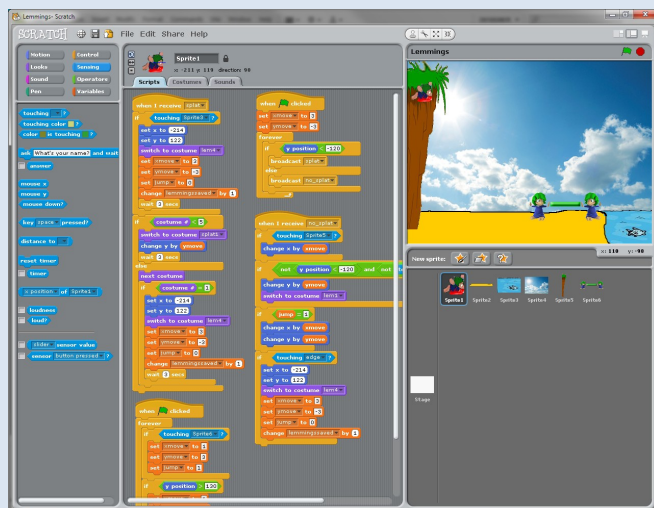 Lemmings- Scratch
SCRATCH File Edit Share Help
Motion Control
Looks Sensing
Sound Operators
Pen Variables
touching ?
touching color ?
color is touching ?
ask What's your name? and wait
answer
mouse x
mouse y
mouse down?
key space pressed?
distance to
reset timer
timer
x position of Sprite1
loudness
loud?
slider sensor value
sensor button pressed ?
Sprite1
x: -211 y: 110 direction: 90
Scripts Costumes Sounds
when I receive splat
if touching Sprite3 ?
set x to -214
set y to 122
switch to costume lem4
set xmove to 3
set ymove to -3
set jump to 0
change lemmingssaved by 1
wait 3 secs
if costume # < 5
switch to costume splat1
change y by ymove
wait 3 secs
else
next costume
if costume # = 1
set x to -214
set y to 122
switch to costume lem4
set xmove to 3
set ymove to -3
set jump to 0
change lemmingssaved by 1
wait 3 secs
when clicked
forever
if touching Sprite6 ?
set xmove to 1
set ymove to 3
set jump to 1
if y position > 130
when clicked
set xmove to 3
set ymove to -3
forever
if y position < -120
broadcast splat
else
broadcast no_splat
when I receive no_splat
if touching Sprite5 ?
change x by xmove
if not y position < -120 and not
change y by ymove
switch to costume lem1
if jump = 1
change x by xmove
change y by ymove
if touching edge ?
set x to -214
set y to 122
switch to costume lem4
set xmove to 3
set ymove to -3
set jump to 0
change lemmingssaved by 1
Lemmings
x: 110 y: -90
New sprite:
Sprite1 Sprite2 Sprite3 Sprite4 Sprite5 Sprite6
Stage